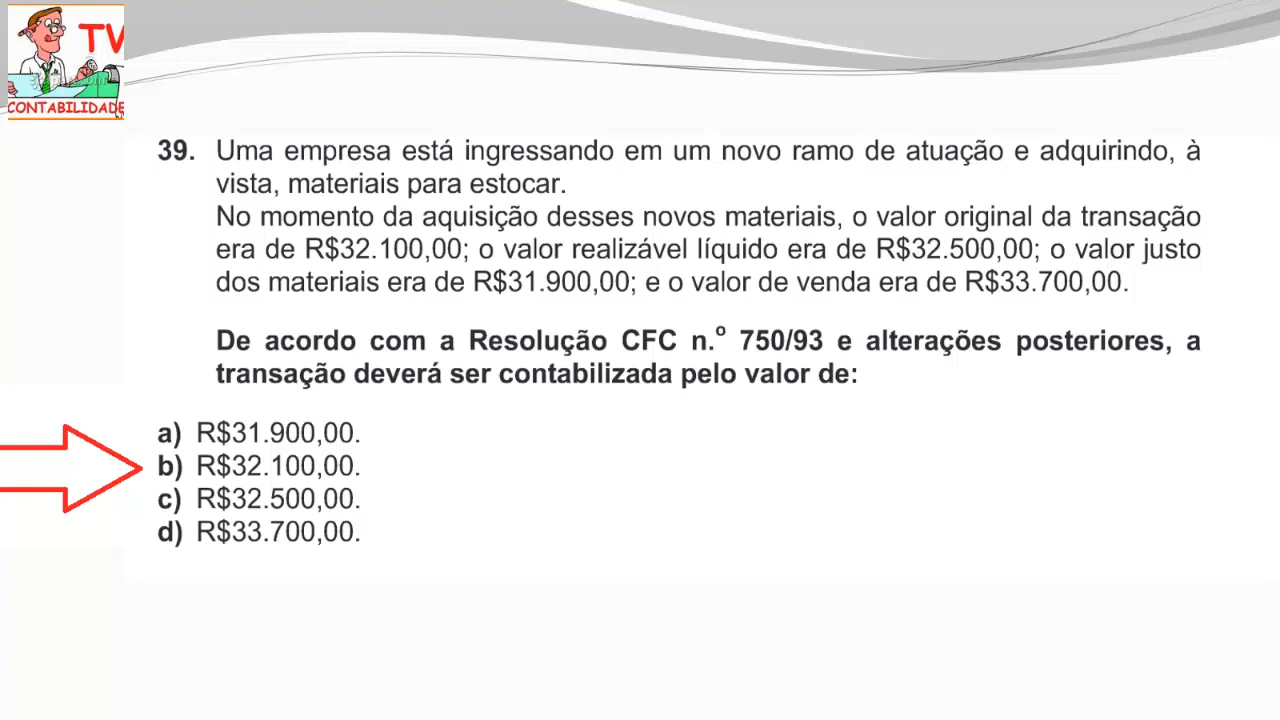 TV
CONTABILIDADE
39. Uma empresa está ingressando em um novo ramo de atuação e adquirindo, à
vista, materiais para estocar.
No momento da aquisição desses novos materiais, o valor original da transação
era de R$32.100,00; o valor realizável líquido era de R$32.500,00; o valor justo
dos materiais era de R$31.900,00; e o valor de venda era de R$33.700,00.
De acordo com a Resolução CFC n.º 750/93 e alterações posteriores, a
transação deverá ser contabilizada pelo valor de:
a) R$31.900,00.
b) R$32.100,00.
c) R$32.500,00.
d) R$33.700,00.